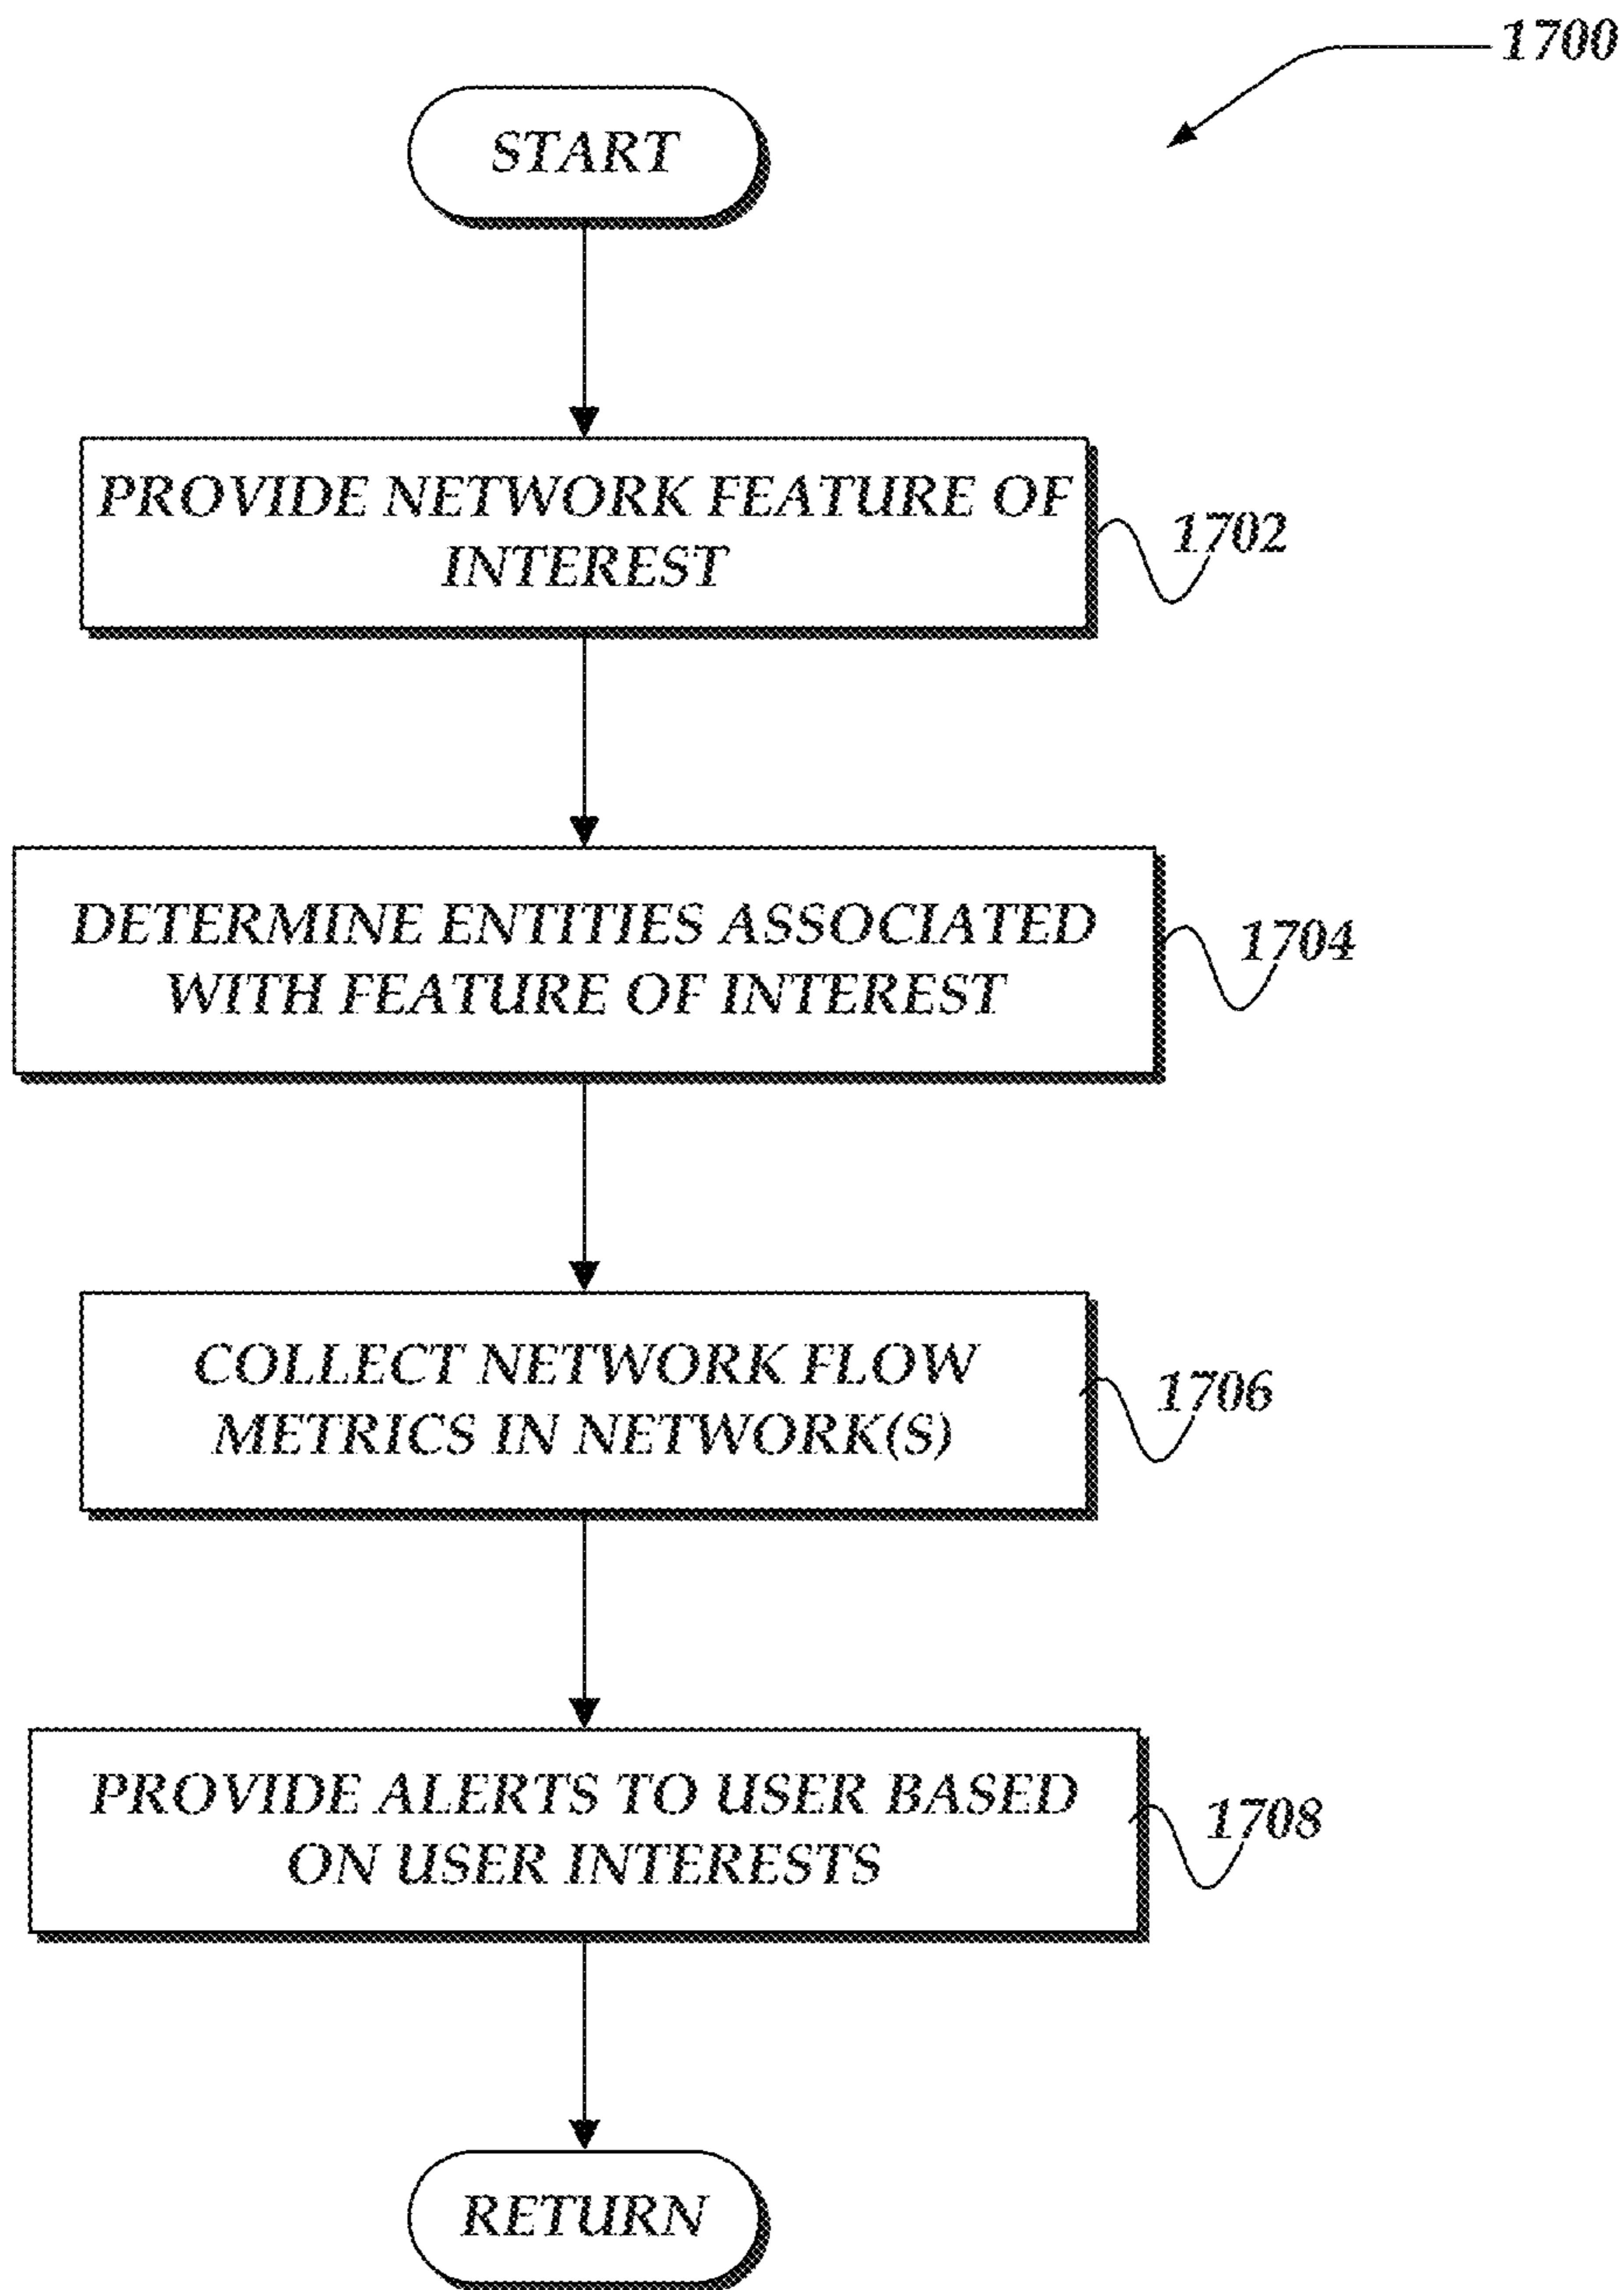 1700
START
PROVIDE NETWORK FEATURE OF
INTEREST
1702
DETERMINE ENTITIES ASSOCIATED
WITH FEATURE OF INTEREST
1704
COLLECT NETWORK FLOW
METRICS IN NETWORK(S)
1706
PROVIDE ALERTS TO USER BASED
ON USER INTERESTS
1708
RETURN